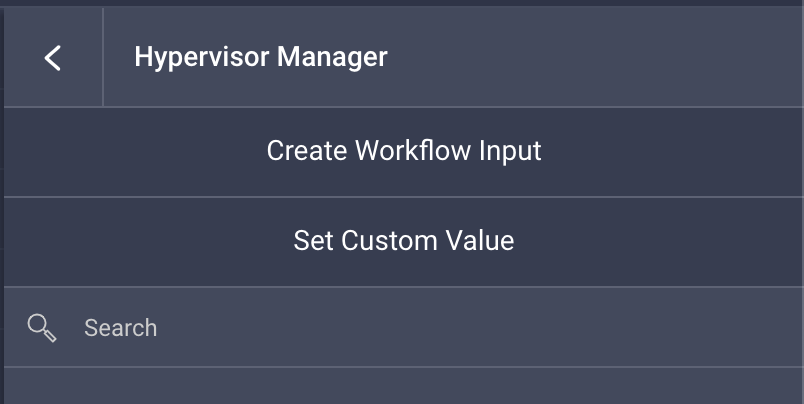 Hypervisor Manager
Create Workflow Input
Set Custom Value
Search